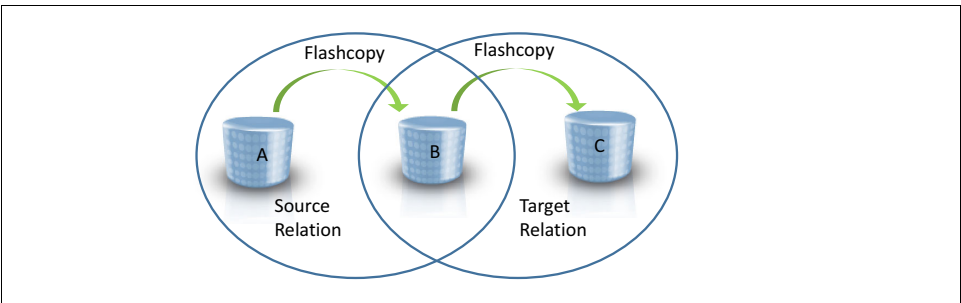 Flashcopy
Flashcopy
A
B
C
Source
Relation
Target
Relation